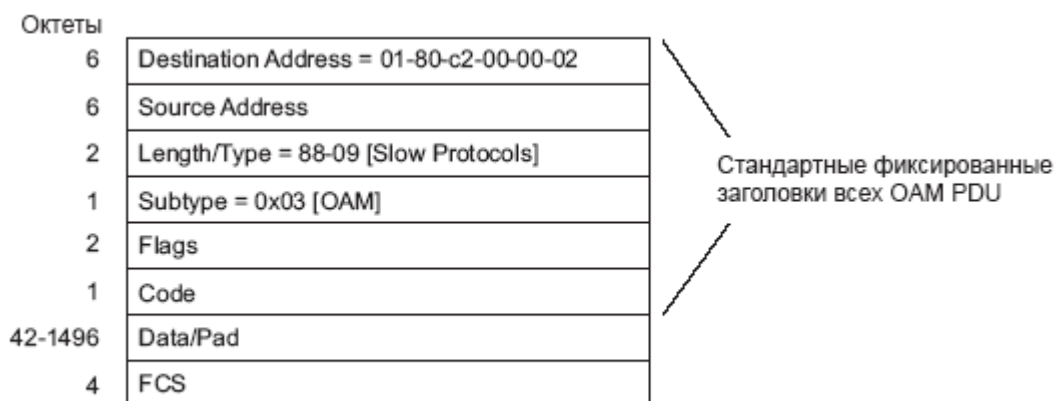 Октеты
6 Destination Address = 01-80-c2-00-00-02
6 Source Address
2 Length/Type = 88-09 [Slow Protocols]
1 Subtype = 0x03 [OAM]
2 Flags
1 Code
42-1496 Data/Pad
4 FCS
Стандартные фиксированные
заголовки всех OAM PDU